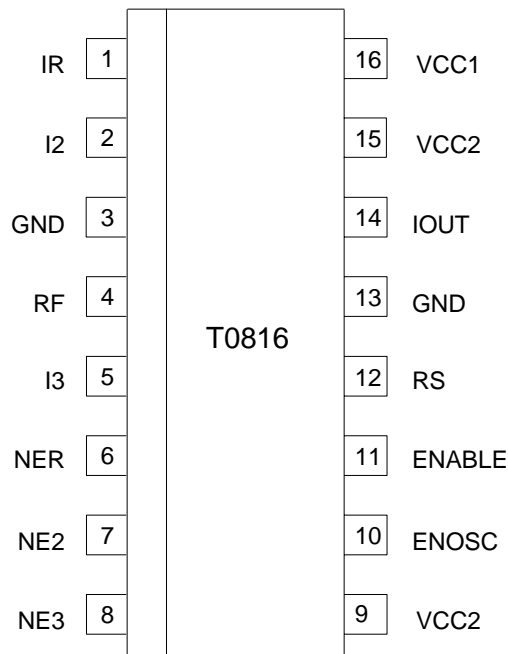 IR 1 16 VCC1
I2 2 15 VCC2
GND 3 14 IOUT
RF 4 13 GND
T0816
I3 5 12 RS
NER 6 11 ENABLE
NE2 7 10 ENOSC
NE3 8 9 VCC2